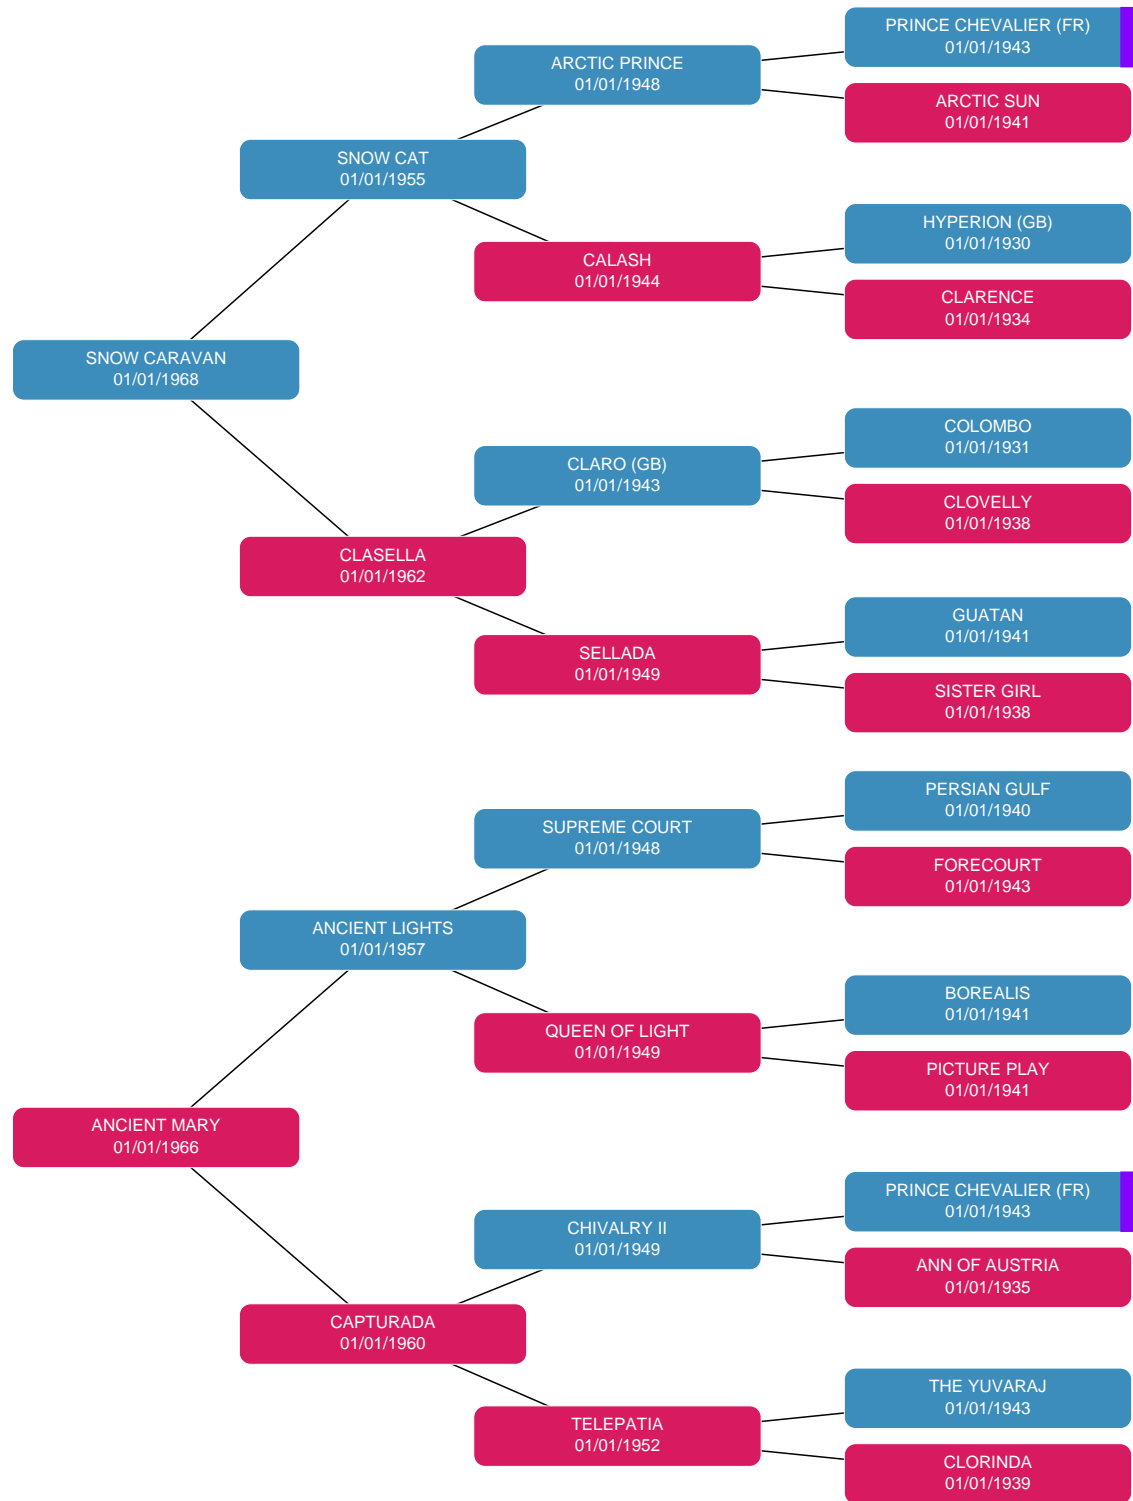 PRINCE CHEVALIER (FR)
01/01/1943
ARCTIC PRINCE
01/01/1948
ARCTIC SUN
01/01/1941
SNOW CAT
01/01/1955
HYPERION (GB)
01/01/1930
CALASH
01/01/1944
CLARENCE
01/01/1934
SNOW CARAVAN
01/01/1968
COLOMBO
01/01/1931
CLARO (GB)
01/01/1943
CLOVELLY
01/01/1938
CLASELLA
01/01/1962
GUATAN
01/01/1941
SELLADA
01/01/1949
SISTER GIRL
01/01/1938
PERSIAN GULF
01/01/1940
SUPREME COURT
01/01/1948
FORECOURT
01/01/1943
ANCIENT LIGHTS
01/01/1957
BOREALIS
01/01/1941
QUEEN OF LIGHT
01/01/1949
PICTURE PLAY
01/01/1941
ANCIENT MARY
01/01/1966
PRINCE CHEVALIER (FR)
01/01/1943
CHIVALRY II
01/01/1949
ANN OF AUSTRIA
01/01/1935
CAPTURADA
01/01/1960
THE YUVARAJ
01/01/1943
TELEPATIA
01/01/1952
CLORINDA
01/01/1939